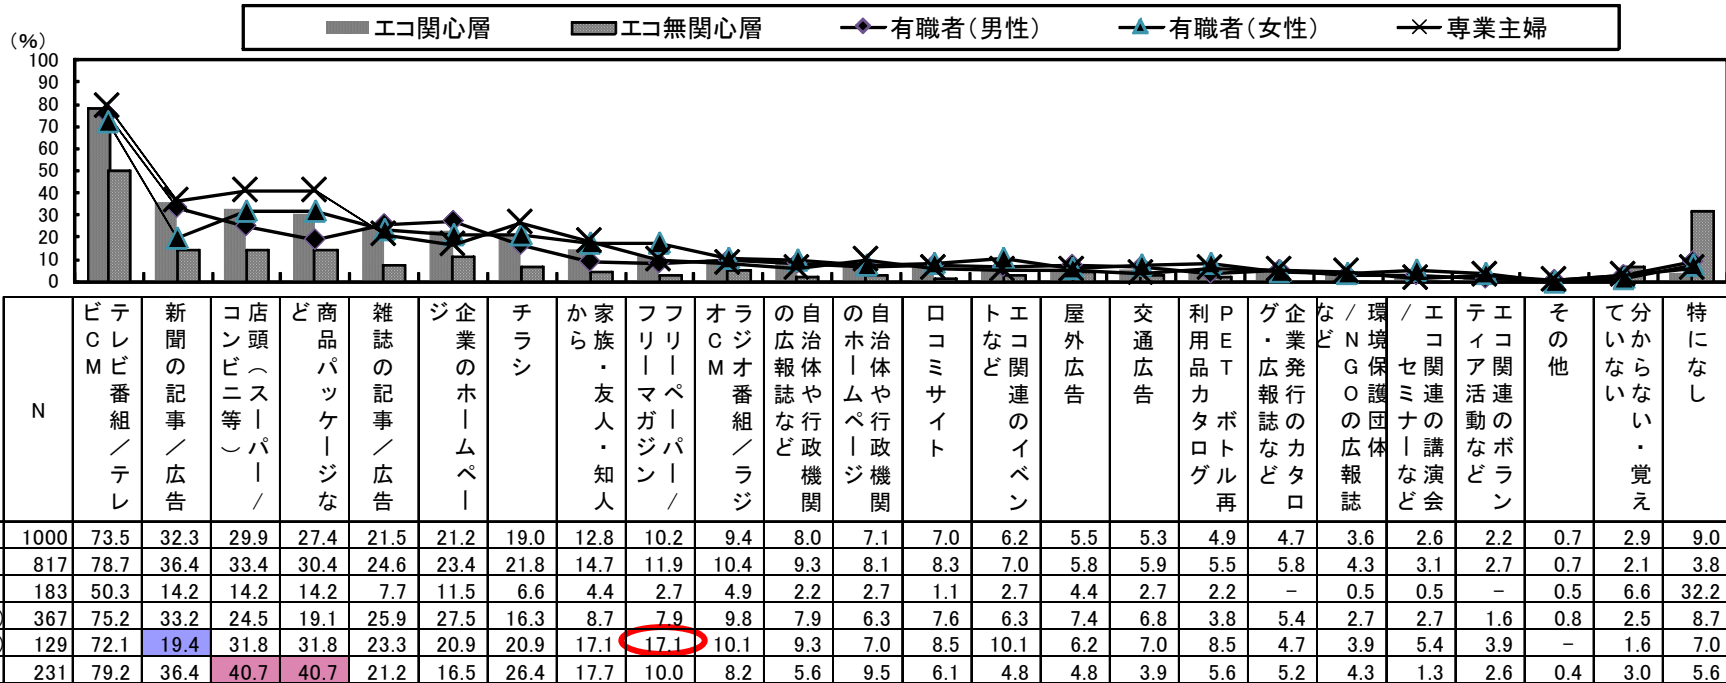 エコ関心層 エコ無関心層 有職者(男性) 有職者(女性) 専業主婦
(%)
100
90
80
70
60
50
40
30
20
10
0
N
テレビ番組/テレ
ビCM
新聞の記事/広告
店頭(スーパー/
コンビニ等)
商品パッケージな
ど
雑誌の記事/広告
企業のホームペー
ジ
チラシ
家族・友人・知人
から
フリーペーパー/
フリーマガジン
ラジオ番組/ラジ
オCM
自治体や行政機関
の広報誌など
自治体や行政機関
のホームページ
口コミサイト
エコ関連のイベン
トなど
屋外広告
交通広告
PET ボトル再
利用品カタログ
企業発行のカタロ
グ・広報誌など
環境保護団体
/NGOの広報誌
など
エコ関連の講演会
/ セミナーなど
エコ関連のボラン
ティア活動など
その他
分からない・覚え
ていない
特になし
1000 73.5 32.3 29.9 27.4 21.5 21.2 19.0 12.8 10.2 9.4 8.0 7.1 7.0 6.2 5.5 5.3 4.9 4.7 3.6 2.6 2.2 0.7 2.9 9.0
817 78.7 36.4 33.4 30.4 24.6 23.4 21.8 14.7 11.9 10.4 9.3 8.1 8.3 7.0 5.8 5.9 5.5 5.8 4.3 3.1 2.7 0.7 2.1 3.8
183 50.3 14.2 14.2 14.2 7.7 11.5 6.6 4.4 2.7 4.9 2.2 2.7 1.1 2.7 4.4 2.7 2.2 − 0.5 0.5 − 0.5 6.6 32.2
) 367 75.2 33.2 24.5 19.1 25.9 27.5 16.3 8.7 7.9 9.8 7.9 6.3 7.6 6.3 7.4 6.8 3.8 5.4 2.7 2.7 1.6 0.8 2.5 8.7
) 129 72.1 19.4 31.8 31.8 23.3 20.9 20.9 17.1 17.1 10.1 9.3 7.0 8.5 10.1 6.2 7.0 8.5 4.7 3.9 5.4 3.9 − 1.6 7.0
231 79.2 36.4 40.7 40.7 21.2 16.5 26.4 17.7 10.0 8.2 5.6 9.5 6.1 4.8 4.8 3.9 5.6 5.2 4.3 1.3 2.6 0.4 3.0 5.6